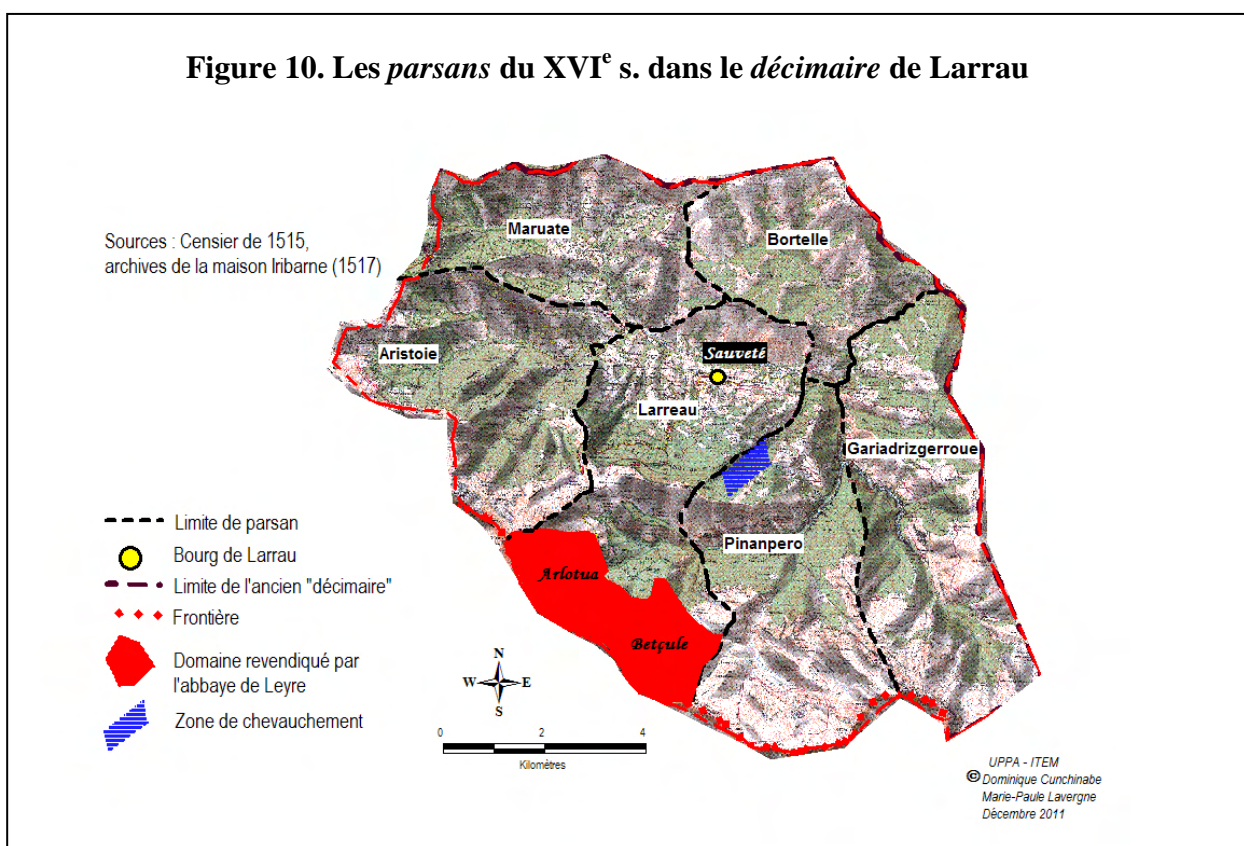 Figure 10. Les parsans du XVIe s. dans le décimaire de Larrau
Sources : Censier de 1515,
archives de la maison Iribarne (1517)
Maruate
Bortelle
Aristoie
Sauveté
Larreau
Gariadrizgerroue
Pinanpero
Arlotua
Betçule
Limite de parsan
Bourg de Larrau
Limite de l'ancien "décimaire"
Frontière
Domaine revendiqué par
l'abbaye de Leyre
Zone de chevauchement
N
W E
S
0 2 4
Kilomètres
UPPA - ITEM
© Dominique Cunchinabe
Marie-Paule Lavergne
Décembre 2011